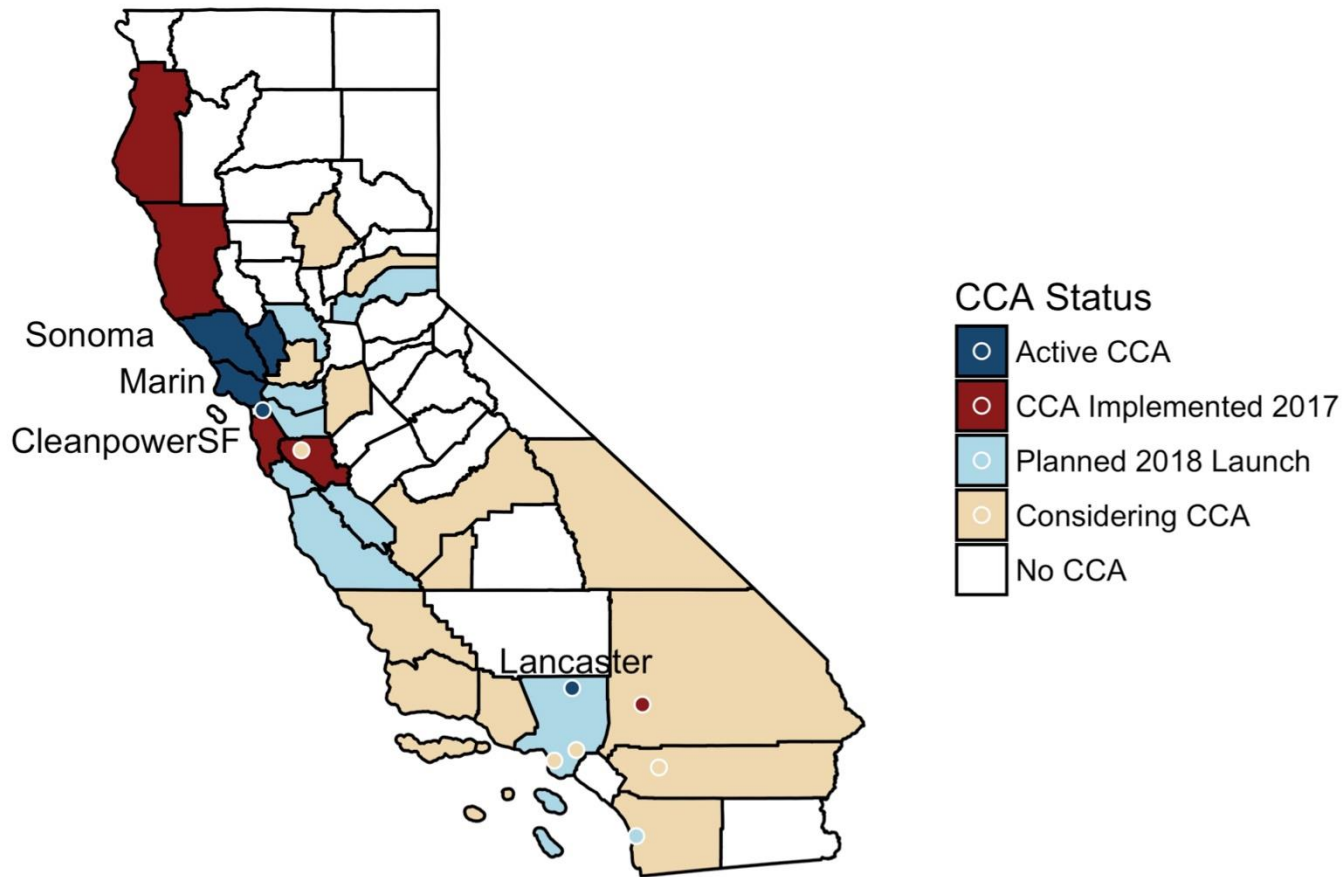 Sonoma
Marin
CleanpowerSF
Lancaster
CCA Status
Active CCA
CCA Implemented 2017
Planned 2018 Launch
Considering CCA
No CCA